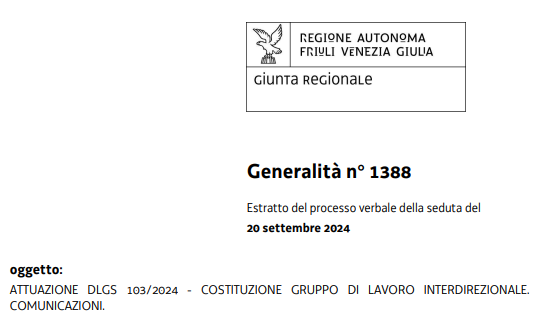 REGIONE AUTONOMA
FRIULI VENEZIA GIULIA
GIUNTA REGIONALE
Generalità n° 1388
Estratto del processo verbale della seduta del
20 settembre 2024
oggetto:
ATTUAZIONE DLGS 103/2024 - COSTITUZIONE GRUPPO DI LAVORO INTERDIREZIONALE.
COMUNICAZIONI.